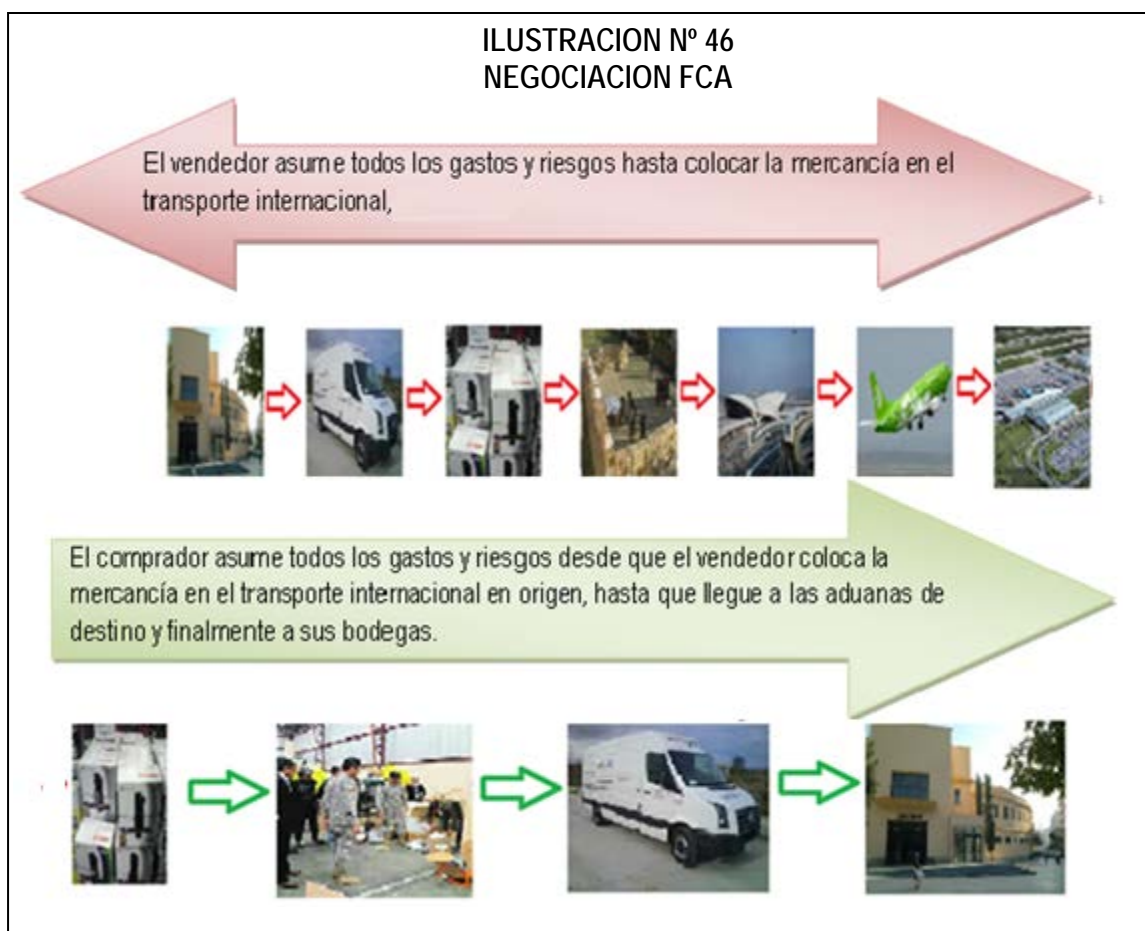 ILUSTRACION Nº 46
NEGOCIACION FCA
El vendedor asume todos los gastos y riesgos hasta colocar la mercancía en el
transporte internacional,
El comprador asume todos los gastos y riesgos desde que el vendedor coloca la
mercancía en el transporte internacional en origen, hasta que llegue a las aduanas de
destino y finalmente a sus bodegas.